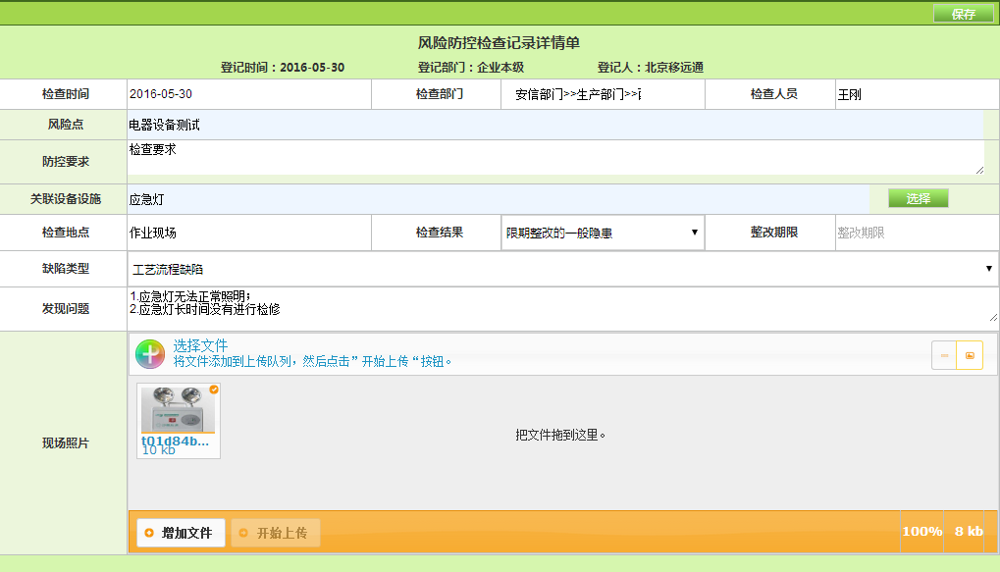 保存
风险防控检查记录详情单
登记时间：2016-05-30 登记部门：企业本级 登记人：北京移远通
检查时间 2016-05-30 检查部门 安信部门>>生产部门>> 检查人员 王刚
风险点 电器设备测试
防控要求 检查要求
关联设备设施 应急灯 选择
检查地点 作业现场 检查结果 限期整改的一般隐患 整改期限 整改期限
缺陷类型 工艺流程缺陷
发现问题 1.应急灯无法正常照明;
2.应急灯长时间没有进行检修
选择文件
将文件添加到上传队列，然后点击”开始上传“按钮。
现场照片
t01d84b...
10 kb
把文件拖到这里。
增加文件 开始上传 100% 8 kb